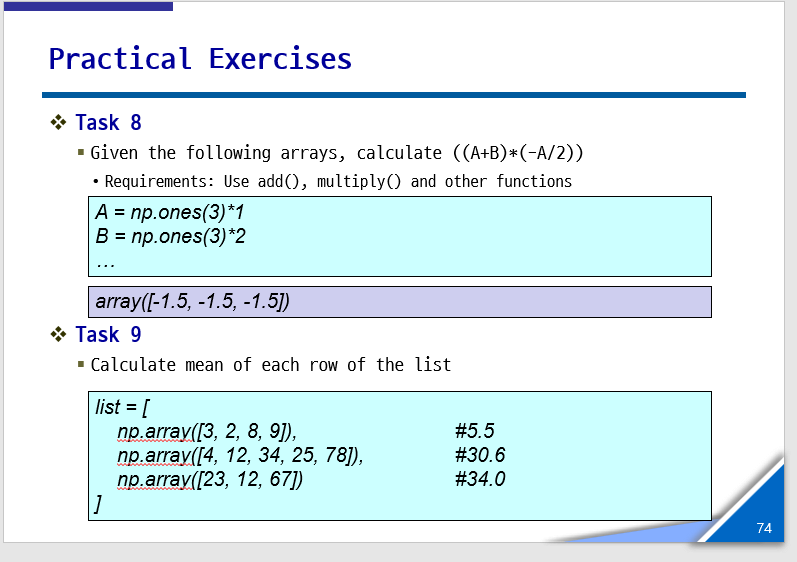 Practical Exercises
❖ Task 8
▪ Given the following arrays, calculate ((A+B)*(-A/2))
• Requirements: Use add(), multiply() and other functions
A = np.ones(3)*1
B = np.ones(3)*2
…
array([-1.5, -1.5, -1.5])
❖ Task 9
▪ Calculate mean of each row of the list
list = [
np.array([3, 2, 8, 9]), #5.5
np.array([4, 12, 34, 25, 78]), #30.6
np.array([23, 12, 67]) #34.0
]
74